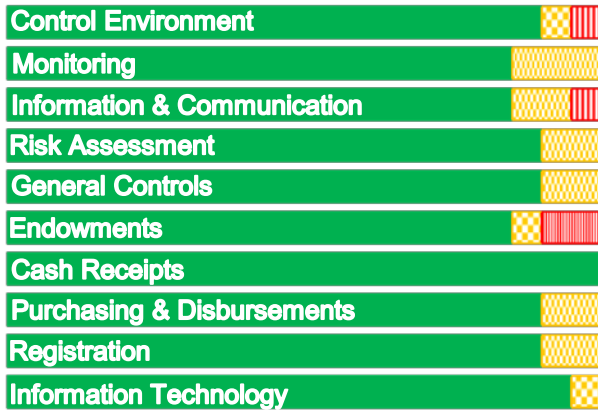 Control Environment
Monitoring
Information & Communication
Risk Assessment
General Controls
Endowments
Cash Receipts
Purchasing & Disbursements
Registration
Information Technology